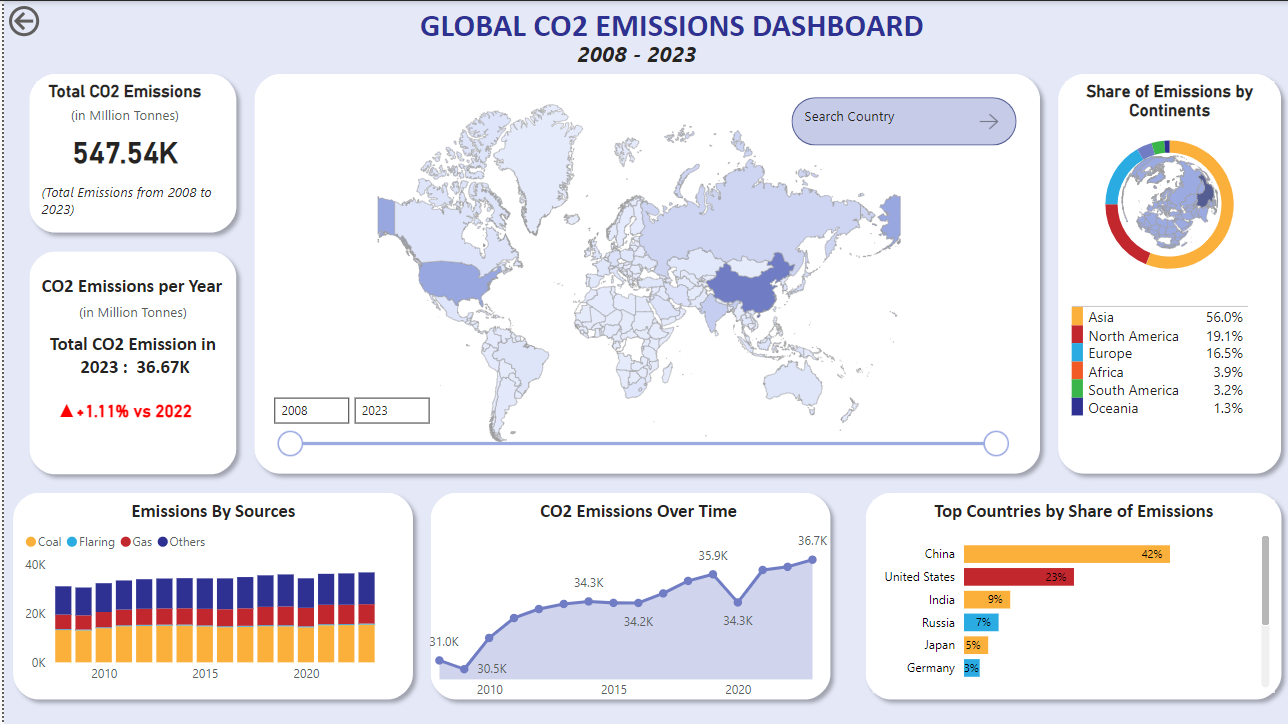 GLOBAL CO2 EMISSIONS DASHBOARD
2008 - 2023
Total CO2 Emissions
(in MIllion Tonnes)
547.54K
(Total Emissions from 2008 to
2023)
CO2 Emissions per Year
(in Million Tonnes)
Total CO2 Emission in
2023 : 36.67K
▲+1.11% vs 2022
Search Country
2008
2023
Share of Emissions by
Continents
Asia 56.0%
North America 19.1%
Europe 16.5%
Africa 3.9%
South America 3.2%
Oceania 1.3%
Emissions By Sources
Coal Flaring Gas Others
40K
20K
0K
2010 2015 2020
CO2 Emissions Over Time
36.7K
35.9K
34.3K
34.2K
34.3K
31.0K
30.5K
2010 2015 2020
Top Countries by Share of Emissions
China 42%
United States 23%
India 9%
Russia 7%
Japan 5%
Germany 3%